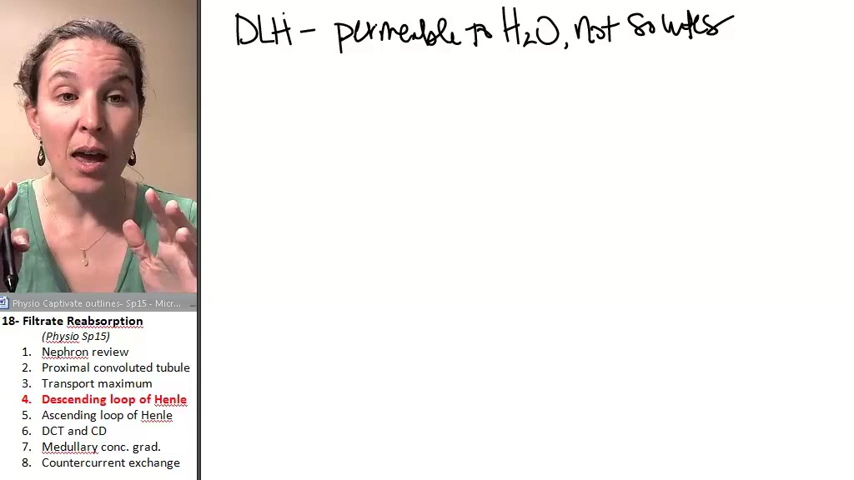 DLH - permeable to H₂O, not solutes
Physio Captivate outlines- Sp15 - Micr...
18- Filtrate Reabsorption
(Physio Sp15)
1. Nephron review
2. Proximal convoluted tubule
3. Transport maximum
4. Descending loop of Henle
5. Ascending loop of Henle
6. DCT and CD
7. Medullary conc. grad.
8. Countercurrent exchange